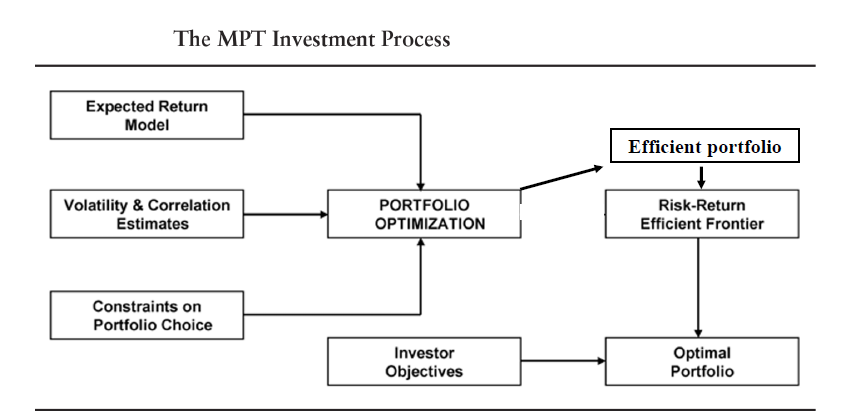 The MPT Investment Process
Expected Return
Model
Efficient portfolio
Volatility & Correlation
Estimates
PORTFOLIO
OPTIMIZATION
Risk-Return
Efficient Frontier
Constraints on
Portfolio Choice
Investor
Objectives
Optimal
Portfolio